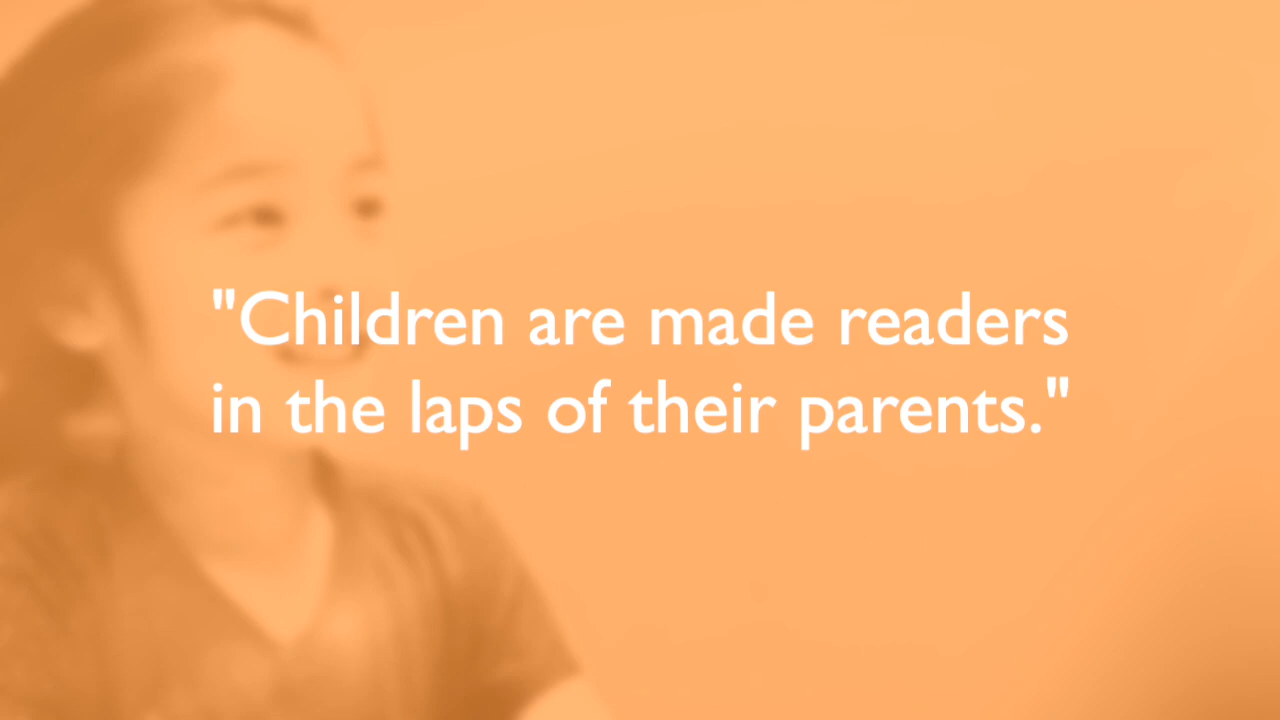 "Children are made readers
in the laps of their parents."